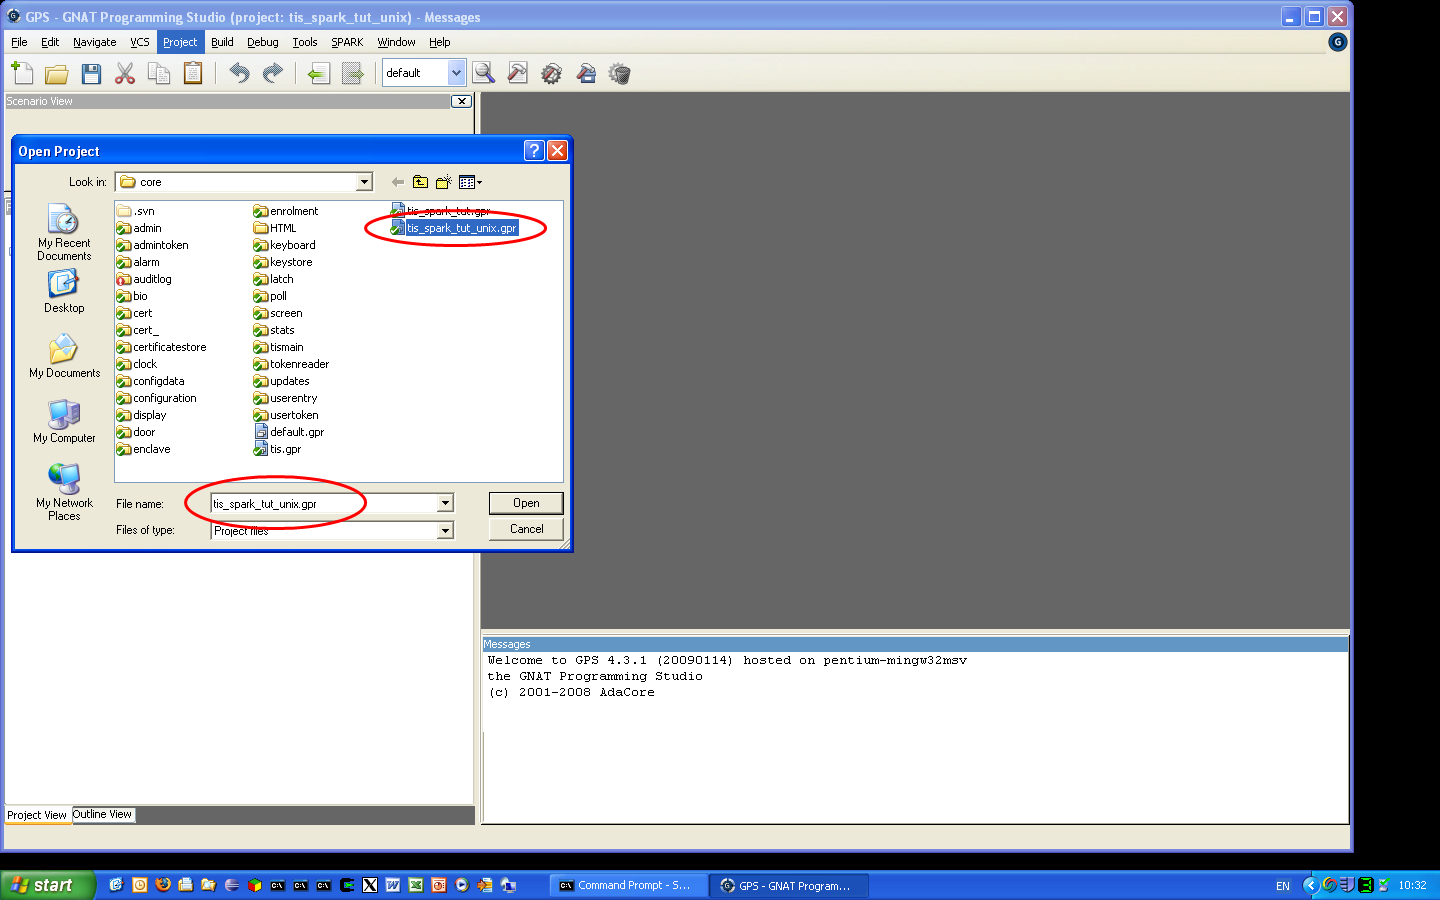 GPS - GNAT Programming Studio (project: tis_spark_tut_unix) - Messages
File Edit Navigate VCS Project Build Debug Tools SPARK Window Help
default
Scenario View
Open Project
Look in: core
My Recent Documents
Desktop
My Documents
My Computer
My Network Places
.svn
admin
admintoken
alarm
auditlog
bio
cert
cert_
certificatestore
clock
configdata
configuration
display
door
enclave
enrolment
HTML
keyboard
keystore
latch
poll
screen
stats
tismain
tokenreader
updates
userentry
usertoken
default.gpr
tis.gpr
tis_spark_tut.gpr
tis_spark_tut_unix.gpr
File name: tis_spark_tut_unix.gpr Open
Files of type: Project files Cancel
Messages
Welcome to GPS 4.3.1 (20090114) hosted on pentium-mingw32msv
the GNAT Programming Studio
(c) 2001-2008 AdaCore
Project View Outline View
start Command Prompt - S... GPS - GNAT Program... EN 10:32